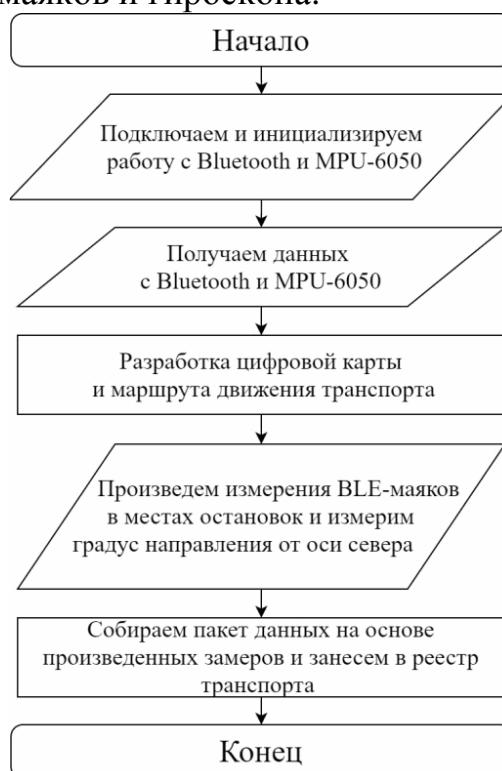 маяков и гироскопа.
Начало
Подключаем и инициализируем
работу с Bluetooth и MPU-6050
Получаем данных
с Bluetooth и MPU-6050
Разработка цифровой карты
и маршрута движения транспорта
Произведем измерения BLE-маяков
в местах остановок и измерим
градус направления от оси севера
Собираем пакет данных на основе
произведенных замеров и занесем в реестр
транспорта
Конец